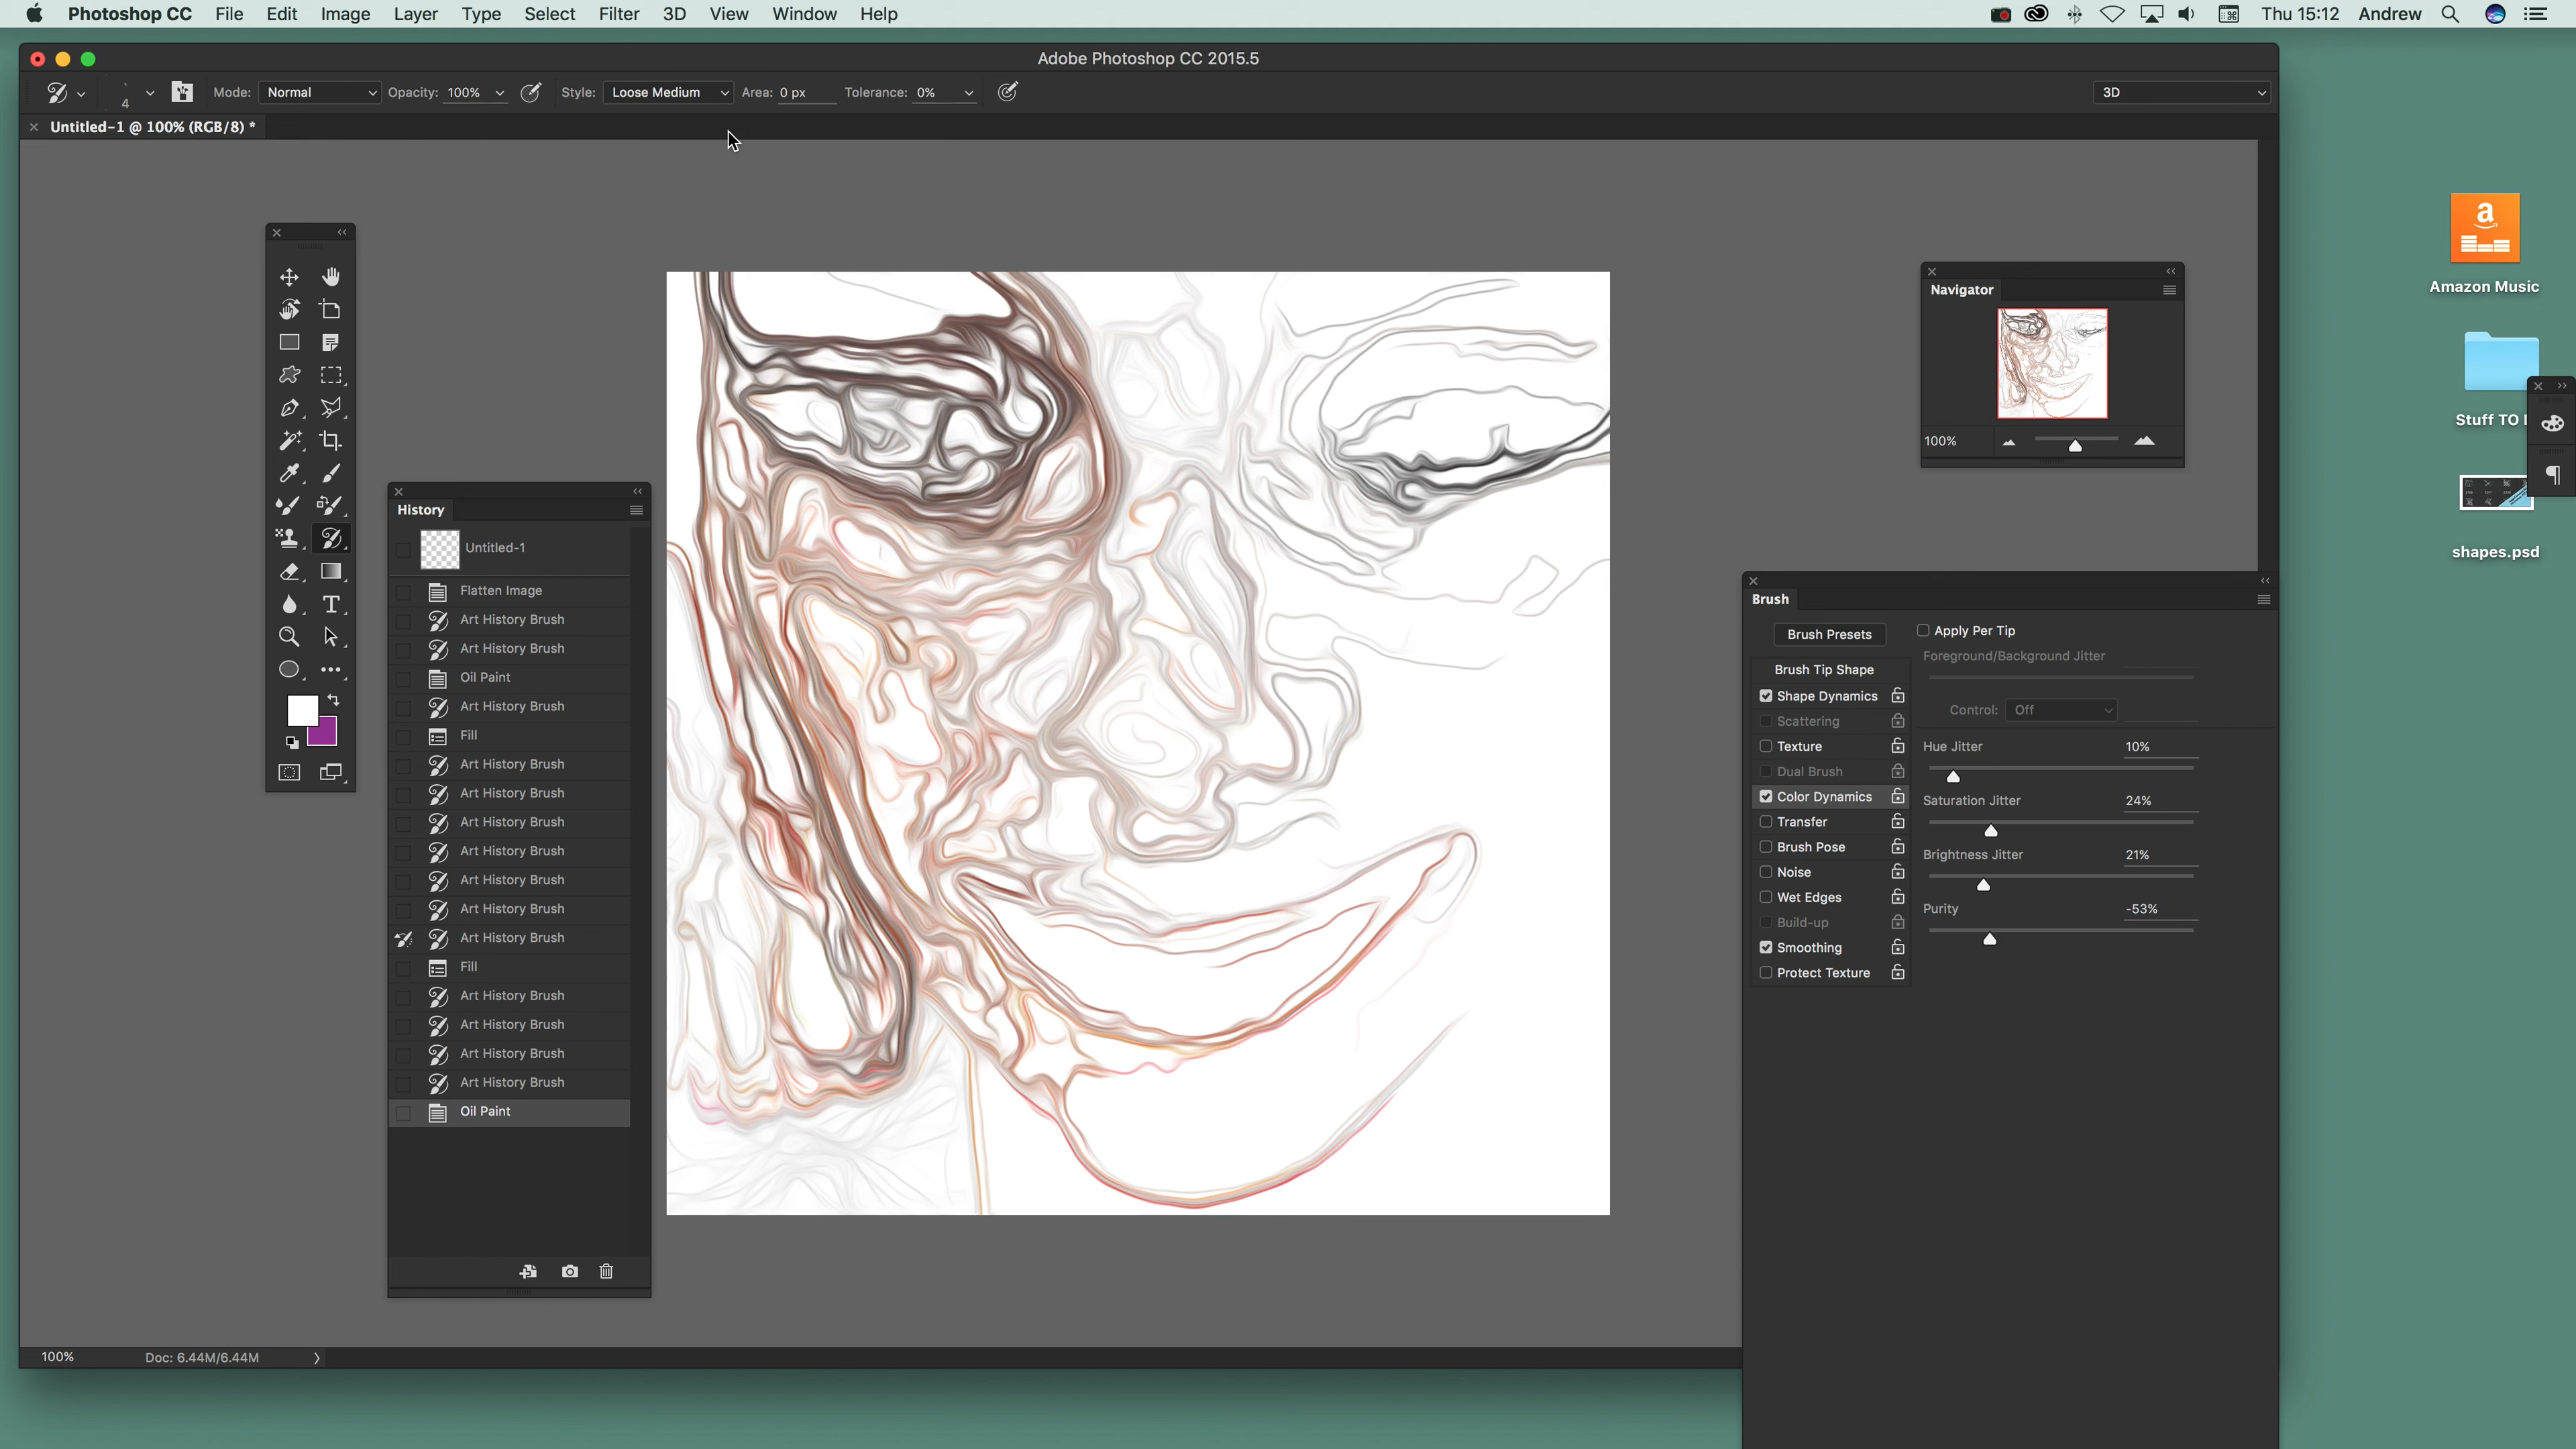 Photoshop CC File Edit Image Layer Type Select Filter 3D View Window Help Thu 15:12 Andrew
Adobe Photoshop CC 2015.5
4 Mode: Normal Opacity: 100% Style: Loose Medium Area: 0 px Tolerance: 0% 3D
Untitled-1 @ 100% (RGB/8) *
a
Amazon Music
Navigator
100%
Stuff TO
shapes.psd
History
Untitled-1
Flatten Image
Art History Brush
Art History Brush
Oil Paint
Art History Brush
Fill
Art History Brush
Art History Brush
Art History Brush
Art History Brush
Art History Brush
Art History Brush
Art History Brush
Fill
Art History Brush
Art History Brush
Art History Brush
Art History Brush
Oil Paint
Brush
Brush Presets
Brush Tip Shape
Shape Dynamics
Scattering
Texture
Dual Brush
Color Dynamics
Transfer
Brush Pose
Noise
Wet Edges
Build-up
Smoothing
Protect Texture
Apply Per Tip
Foreground/Background Jitter
Control: Off
Hue Jitter 10%
Saturation Jitter 24%
Brightness Jitter 21%
Purity -53%
100% Doc: 6.44M/6.44M